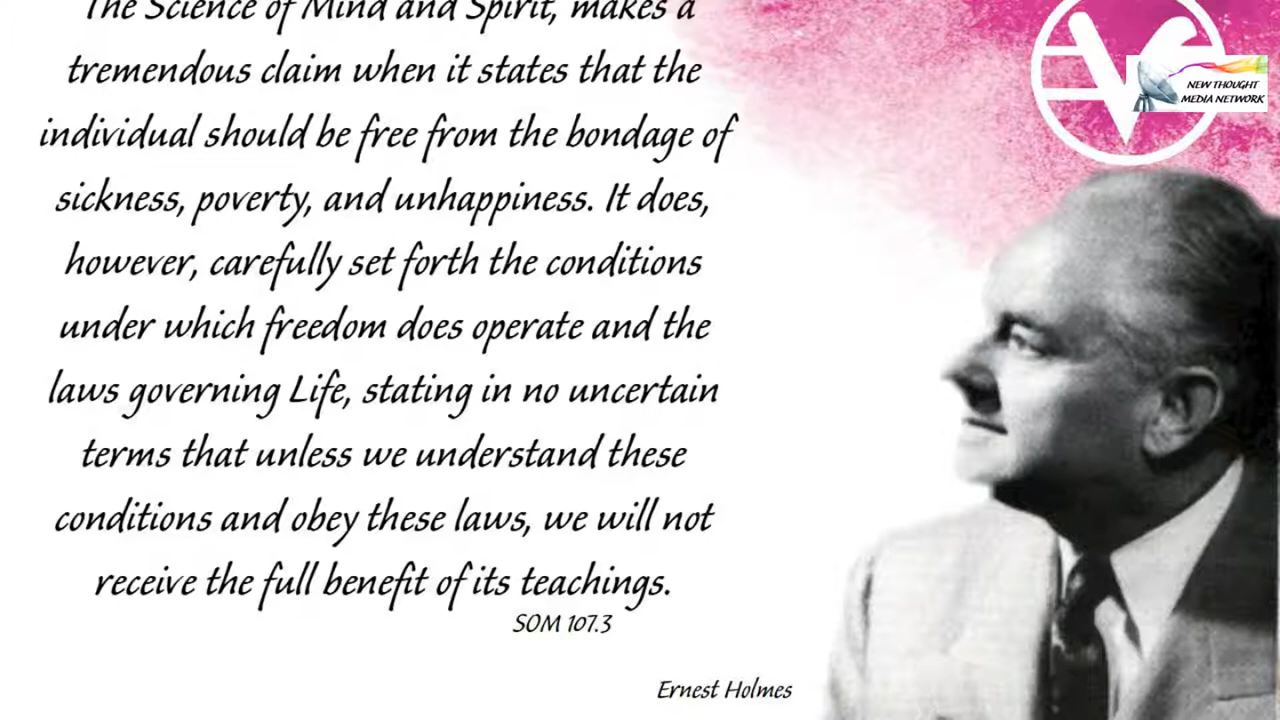 The Science of Mind and Spirit, makes a
tremendous claim when it states that the
individual should be free from the bondage of
sickness, poverty, and unhappiness. It does,
however, carefully set forth the conditions
under which freedom does operate and the
laws governing Life, stating in no uncertain
terms that unless we understand these
conditions and obey these laws, we will not
receive the full benefit of its teachings.
SOM 107.3
Ernest Holmes
NEW THOUGHT
MEDIA NETWORK